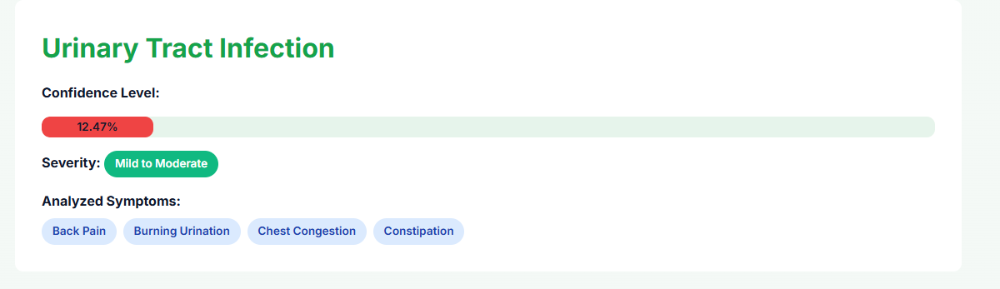 Urinary Tract Infection
Confidence Level:
12.47%
Severity: Mild to Moderate
Analyzed Symptoms:
Back Pain Burning Urination Chest Congestion Constipation